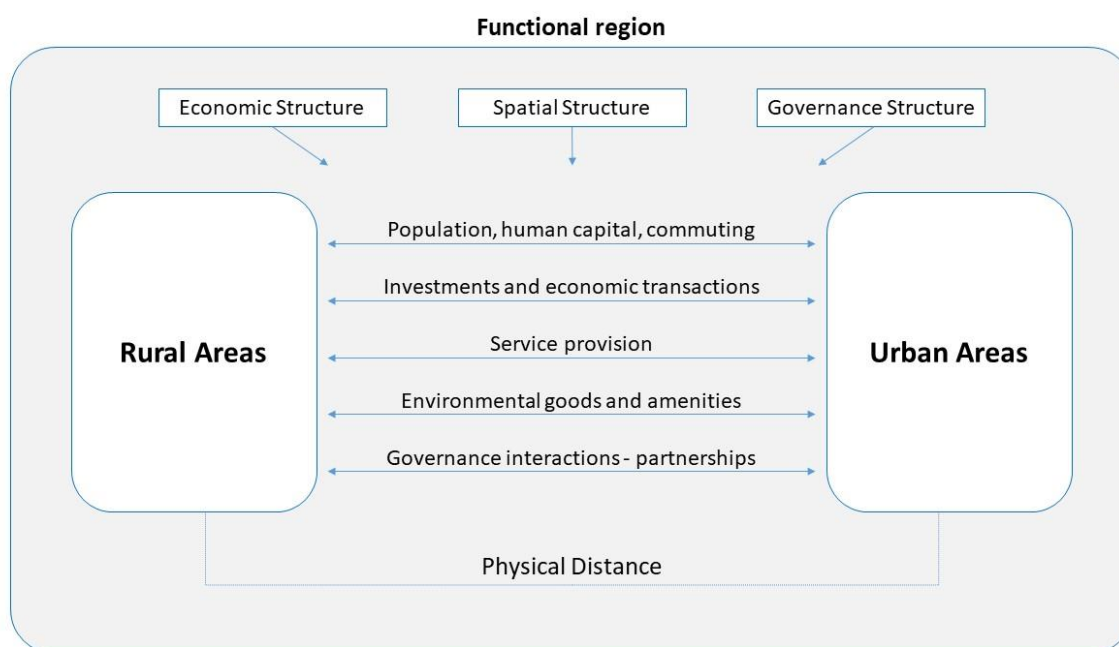 Functional region
Economic Structure
Spatial Structure
Governance Structure
Population, human capital, commuting
Investments and economic transactions
Service provision
Environmental goods and amenities
Governance interactions - partnerships
Rural Areas
Urban Areas
Physical Distance